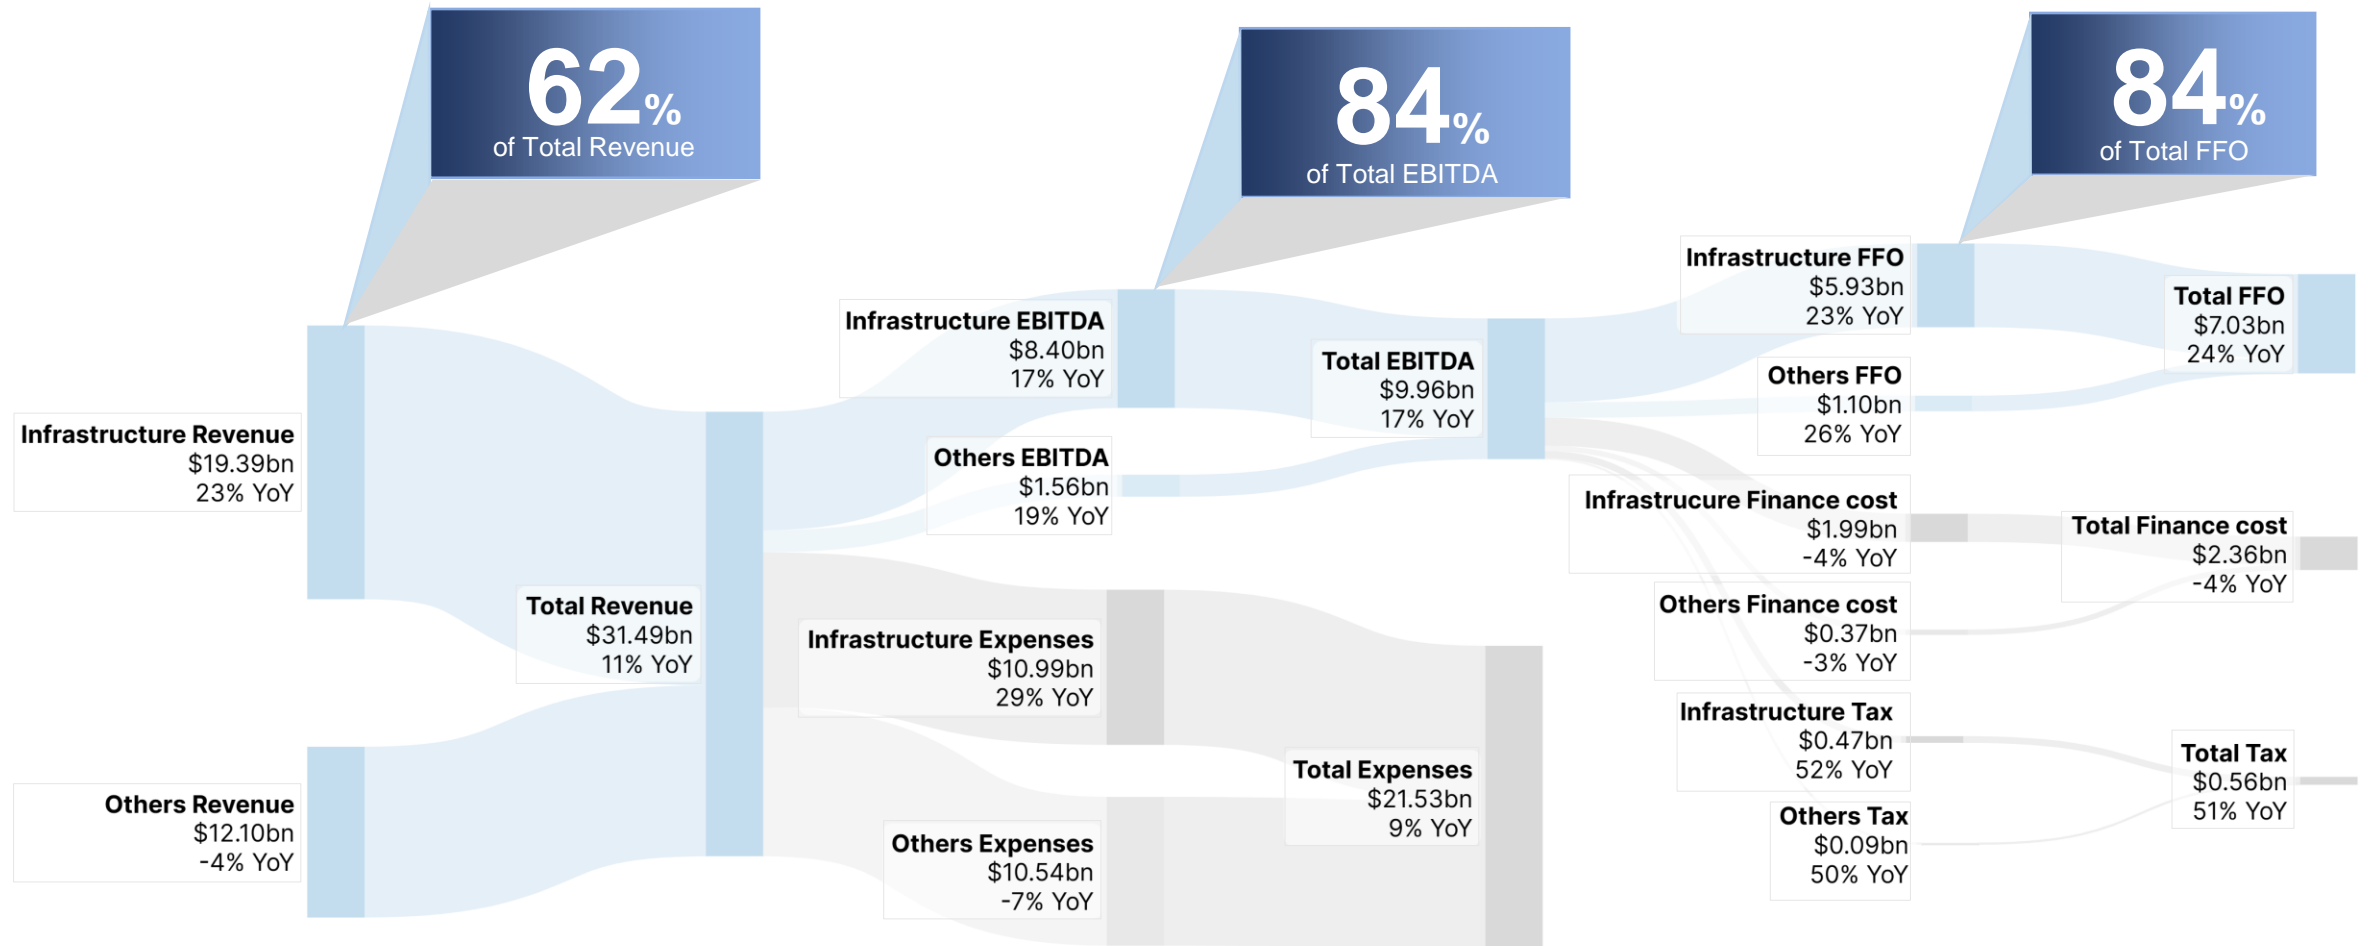 62%
of Total Revenue
84%
of Total EBITDA
84%
of Total FFO
Infrastructure Revenue
$19.39bn
23% YoY
Others Revenue
$12.10bn
-4% YoY
Total Revenue
$31.49bn
11% YoY
Infrastructure EBITDA
$8.40bn
17% YoY
Others EBITDA
$1.56bn
19% YoY
Infrastructure Expenses
$10.99bn
29% YoY
Others Expenses
$10.54bn
-7% YoY
Total EBITDA
$9.96bn
17% YoY
Total Expenses
$21.53bn
9% YoY
Infrastructure FFO
$5.93bn
23% YoY
Others FFO
$1.10bn
26% YoY
Infrastrucure Finance cost
$1.99bn
-4% YoY
Others Finance cost
$0.37bn
-3% YoY
Infrastructure Tax
$0.47bn
52% YoY
Others Tax
$0.09bn
50% YoY
Total FFO
$7.03bn
24% YoY
Total Finance cost
$2.36bn
-4% YoY
Total Tax
$0.56bn
51% YoY